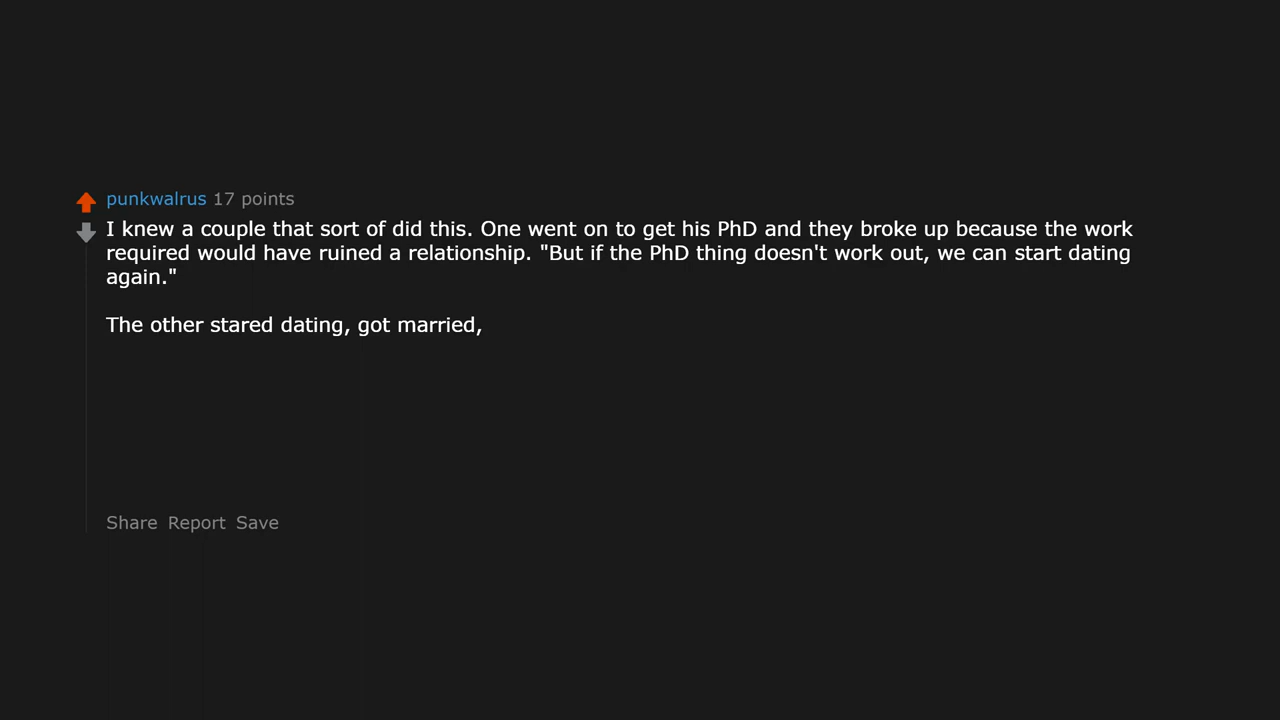 punkwalrus 17 points
I knew a couple that sort of did this. One went on to get his PhD and they broke up because the work
required would have ruined a relationship. "But if the PhD thing doesn't work out, we can start dating
again."
The other stared dating, got married,
Share Report Save